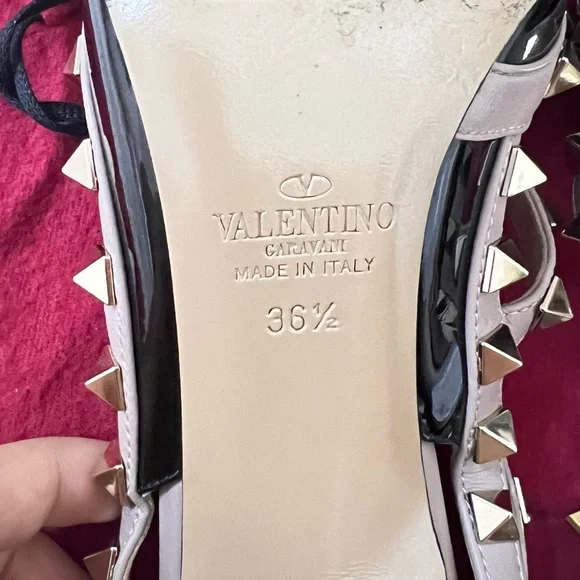 V
VALENTINO
GARAVANI
MADE IN ITALY
36½